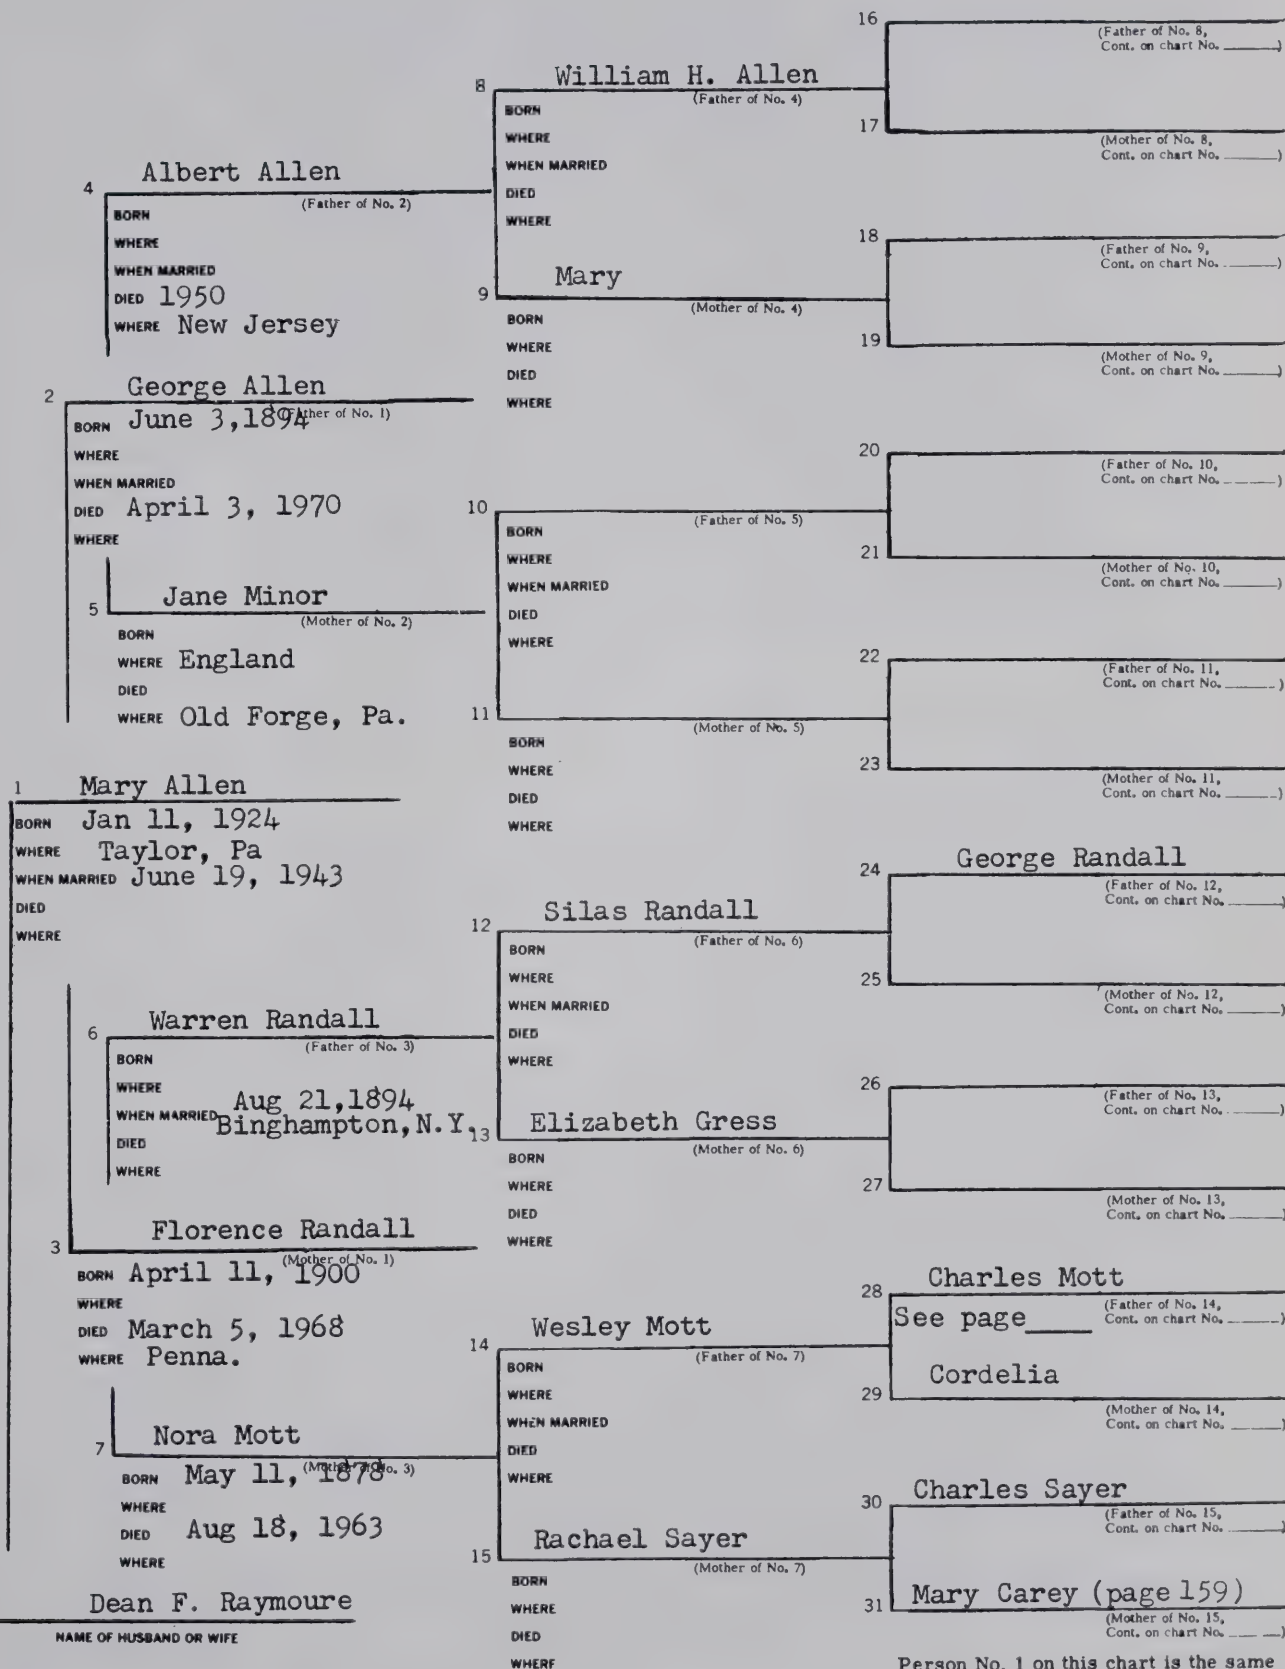 16
(Father of No. 8,
Cont. on chart No. ______)
William H. Allen
8
(Father of No. 4)
BORN
WHERE
WHEN MARRIED
DIED
WHERE
17
(Mother of No. 8,
Cont. on chart No. ______)
Albert Allen
4
(Father of No. 2)
BORN
WHERE
WHEN MARRIED
DIED 1950
WHERE New Jersey
18
(Father of No. 9,
Cont. on chart No. ______)
Mary
9
(Mother of No. 4)
BORN
WHERE
DIED
WHERE
19
(Mother of No. 9,
Cont. on chart No. ______)
George Allen
2
(Father of No. 1)
BORN June 3,1894
WHERE
WHEN MARRIED
DIED April 3, 1970
WHERE
20
(Father of No. 10,
Cont. on chart No. ______)
10
(Father of No. 5)
BORN
WHERE
WHEN MARRIED
DIED
WHERE
21
(Mother of No. 10,
Cont. on chart No. ______)
Jane Minor
5
(Mother of No. 2)
BORN
WHERE England
DIED
WHERE Old Forge, Pa.
22
(Father of No. 11,
Cont. on chart No. ______)
11
(Mother of No. 5)
BORN
WHERE
DIED
WHERE
23
(Mother of No. 11,
Cont. on chart No. ______)
1 Mary Allen
BORN Jan 11, 1924
WHERE Taylor, Pa
WHEN MARRIED June 19, 1943
DIED
WHERE
George Randall
24
(Father of No. 12,
Cont. on chart No. ______)
Silas Randall
12
(Father of No. 6)
BORN
WHERE
WHEN MARRIED
DIED
WHERE
25
(Mother of No. 12,
Cont. on chart No. ______)
Warren Randall
6
(Father of No. 3)
BORN
WHERE
WHEN MARRIED Aug 21,1894
Binghampton,N.Y.
DIED
WHERE
26
(Father of No. 13,
Cont. on chart No. ______)
13 Elizabeth Gress
(Mother of No. 6)
BORN
WHERE
DIED
WHERE
27
(Mother of No. 13,
Cont. on chart No. ______)
Florence Randall
3
(Mother of No. 1)
BORN April 11, 1900
WHERE
DIED March 5, 1968
WHERE Penna.
Charles Mott
28
See page____
(Father of No. 14,
Cont. on chart No. ______)
Wesley Mott
14
(Father of No. 7)
BORN
WHERE
WHEN MARRIED
DIED
WHERE
Cordelia
29
(Mother of No. 14,
Cont. on chart No. ______)
Nora Mott
7
(Mother of No. 3)
BORN May 11, 1878
WHERE
DIED Aug 18, 1963
WHERE
Charles Sayer
30
(Father of No. 15,
Cont. on chart No. ______)
Rachael Sayer
15
(Mother of No. 7)
BORN
WHERE
DIED
WHERE
31 Mary Carey (page 159)
(Mother of No. 15,
Cont. on chart No. ______)
Dean F. Raymoure
NAME OF HUSBAND OR WIFE
Person No. 1 on this chart is the same